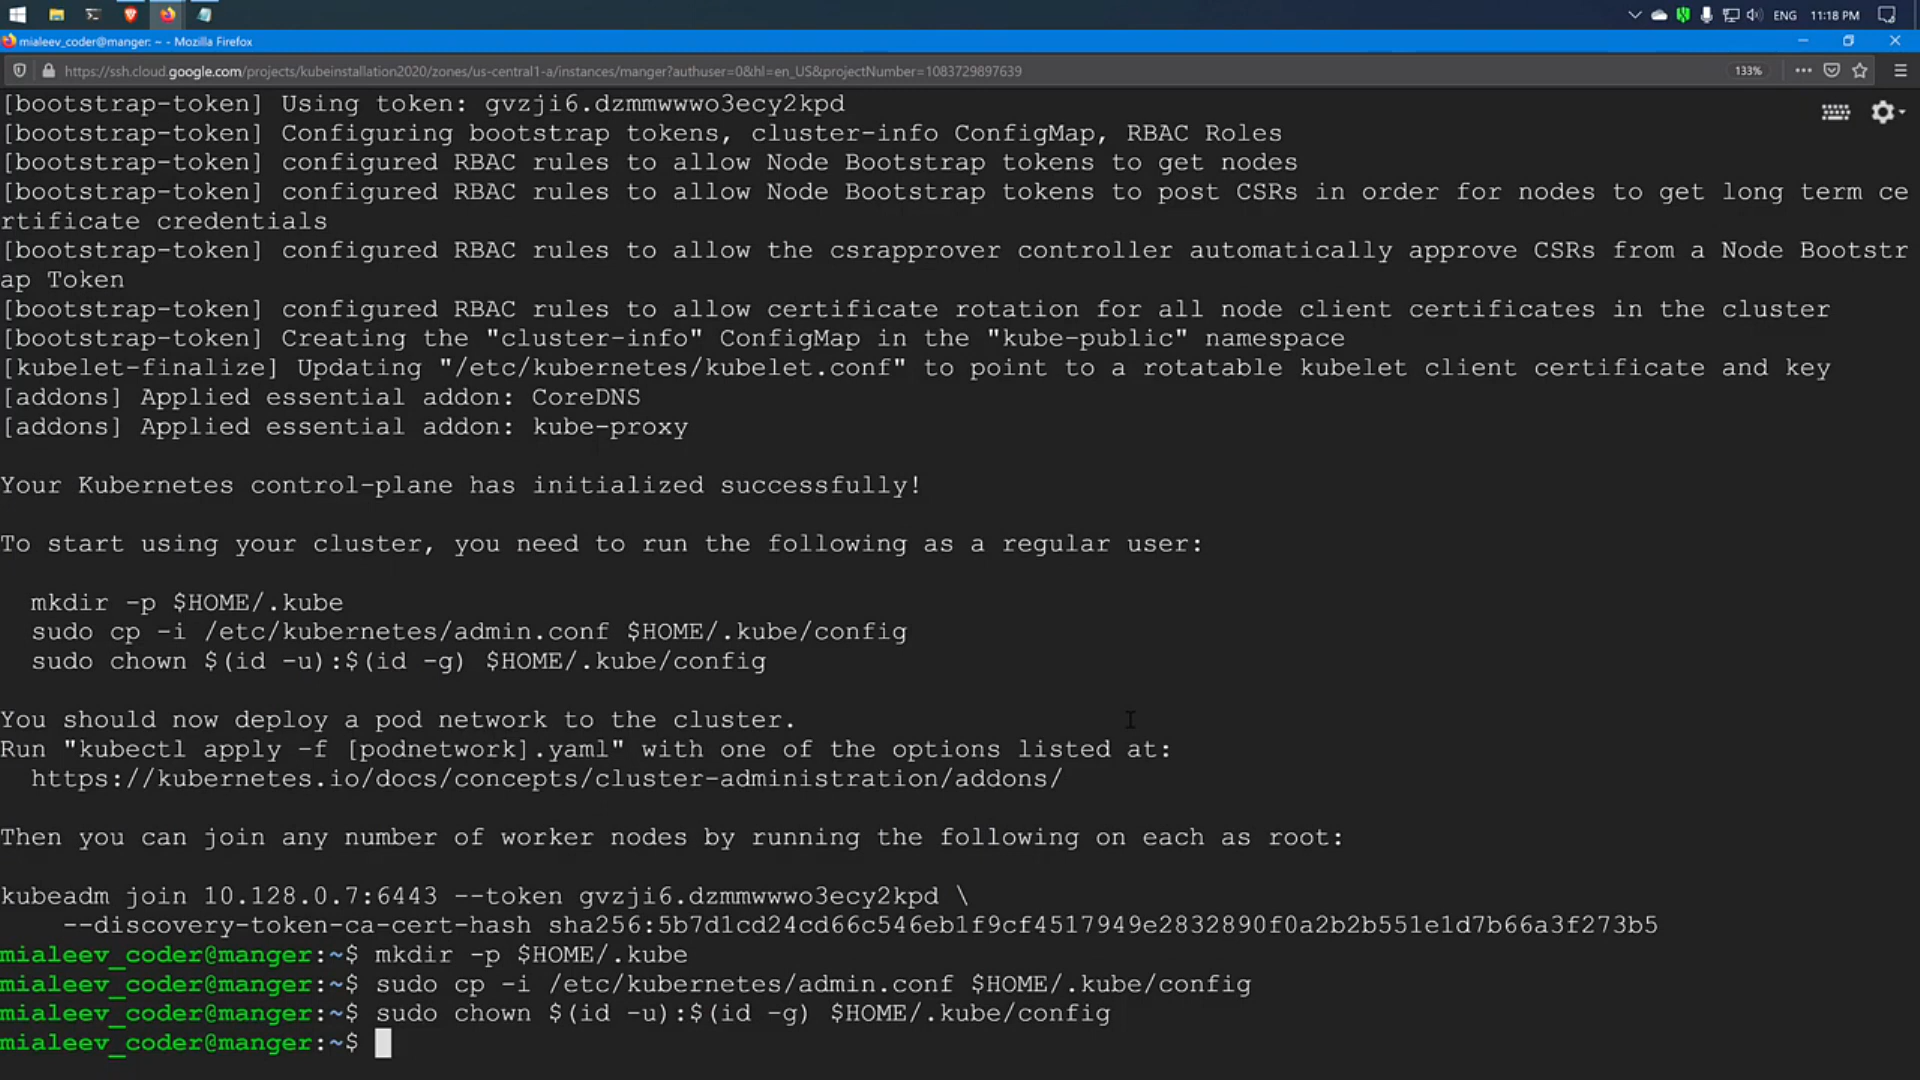 ENG 11:18 PM
mialeev_coder@manger: ~ - Mozilla Firefox
https://ssh.cloud.google.com/projects/kubeinstallation2020/zones/us-central1-a/instances/manger?authuser=0&hl=en_US&projectNumber=1083729897639 133%
[bootstrap-token] Using token: gvzji6.dzmmwwwo3ecy2kpd
[bootstrap-token] Configuring bootstrap tokens, cluster-info ConfigMap, RBAC Roles
[bootstrap-token] configured RBAC rules to allow Node Bootstrap tokens to get nodes
[bootstrap-token] configured RBAC rules to allow Node Bootstrap tokens to post CSRs in order for nodes to get long term ce
rtificate credentials
[bootstrap-token] configured RBAC rules to allow the csrapprover controller automatically approve CSRs from a Node Bootstr
ap Token
[bootstrap-token] configured RBAC rules to allow certificate rotation for all node client certificates in the cluster
[bootstrap-token] Creating the "cluster-info" ConfigMap in the "kube-public" namespace
[kubelet-finalize] Updating "/etc/kubernetes/kubelet.conf" to point to a rotatable kubelet client certificate and key
[addons] Applied essential addon: CoreDNS
[addons] Applied essential addon: kube-proxy
Your Kubernetes control-plane has initialized successfully!
To start using your cluster, you need to run the following as a regular user:
mkdir -p $HOME/.kube
sudo cp -i /etc/kubernetes/admin.conf $HOME/.kube/config
sudo chown $(id -u):$(id -g) $HOME/.kube/config
You should now deploy a pod network to the cluster.
Run "kubectl apply -f [podnetwork].yaml" with one of the options listed at:
https://kubernetes.io/docs/concepts/cluster-administration/addons/
Then you can join any number of worker nodes by running the following on each as root:
kubeadm join 10.128.0.7:6443 --token gvzji6.dzmmwwwo3ecy2kpd \
--discovery-token-ca-cert-hash sha256:5b7d1cd24cd66c546eb1f9cf4517949e2832890f0a2b2b551e1d7b66a3f273b5
mialeev_coder@manger:~$ mkdir -p $HOME/.kube
mialeev_coder@manger:~$ sudo cp -i /etc/kubernetes/admin.conf $HOME/.kube/config
mialeev_coder@manger:~$ sudo chown $(id -u):$(id -g) $HOME/.kube/config
mialeev_coder@manger:~$